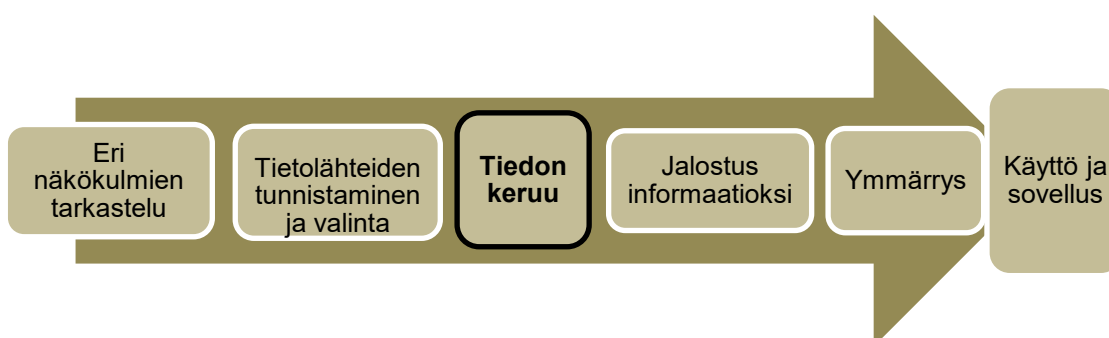 Eri
näkökulmien
tarkastelu
Tietolähteiden
tunnistaminen
ja valinta
Tiedon
keruu
Jalostus
informaatioksi
Ymmärrys
Käyttö ja
sovellus